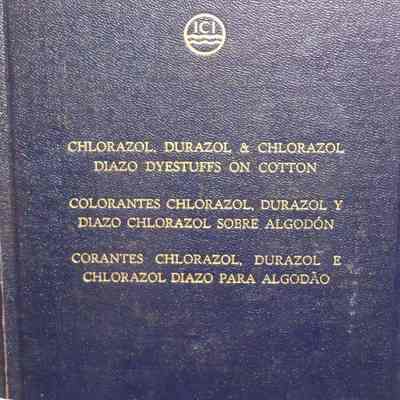 ICI
CHLORAZOL, DURAZOL & CHLORAZOL
DIAZO DYESTUFFS ON COTTON
COLORANTES CHLORAZOL, DURAZOL Y
DIAZO CHLORAZOL SOBRE ALGODÓN
CORANTES CHLORAZOL, DURAZOL E
CHLORAZOL DIAZO PARA ALGODÃO